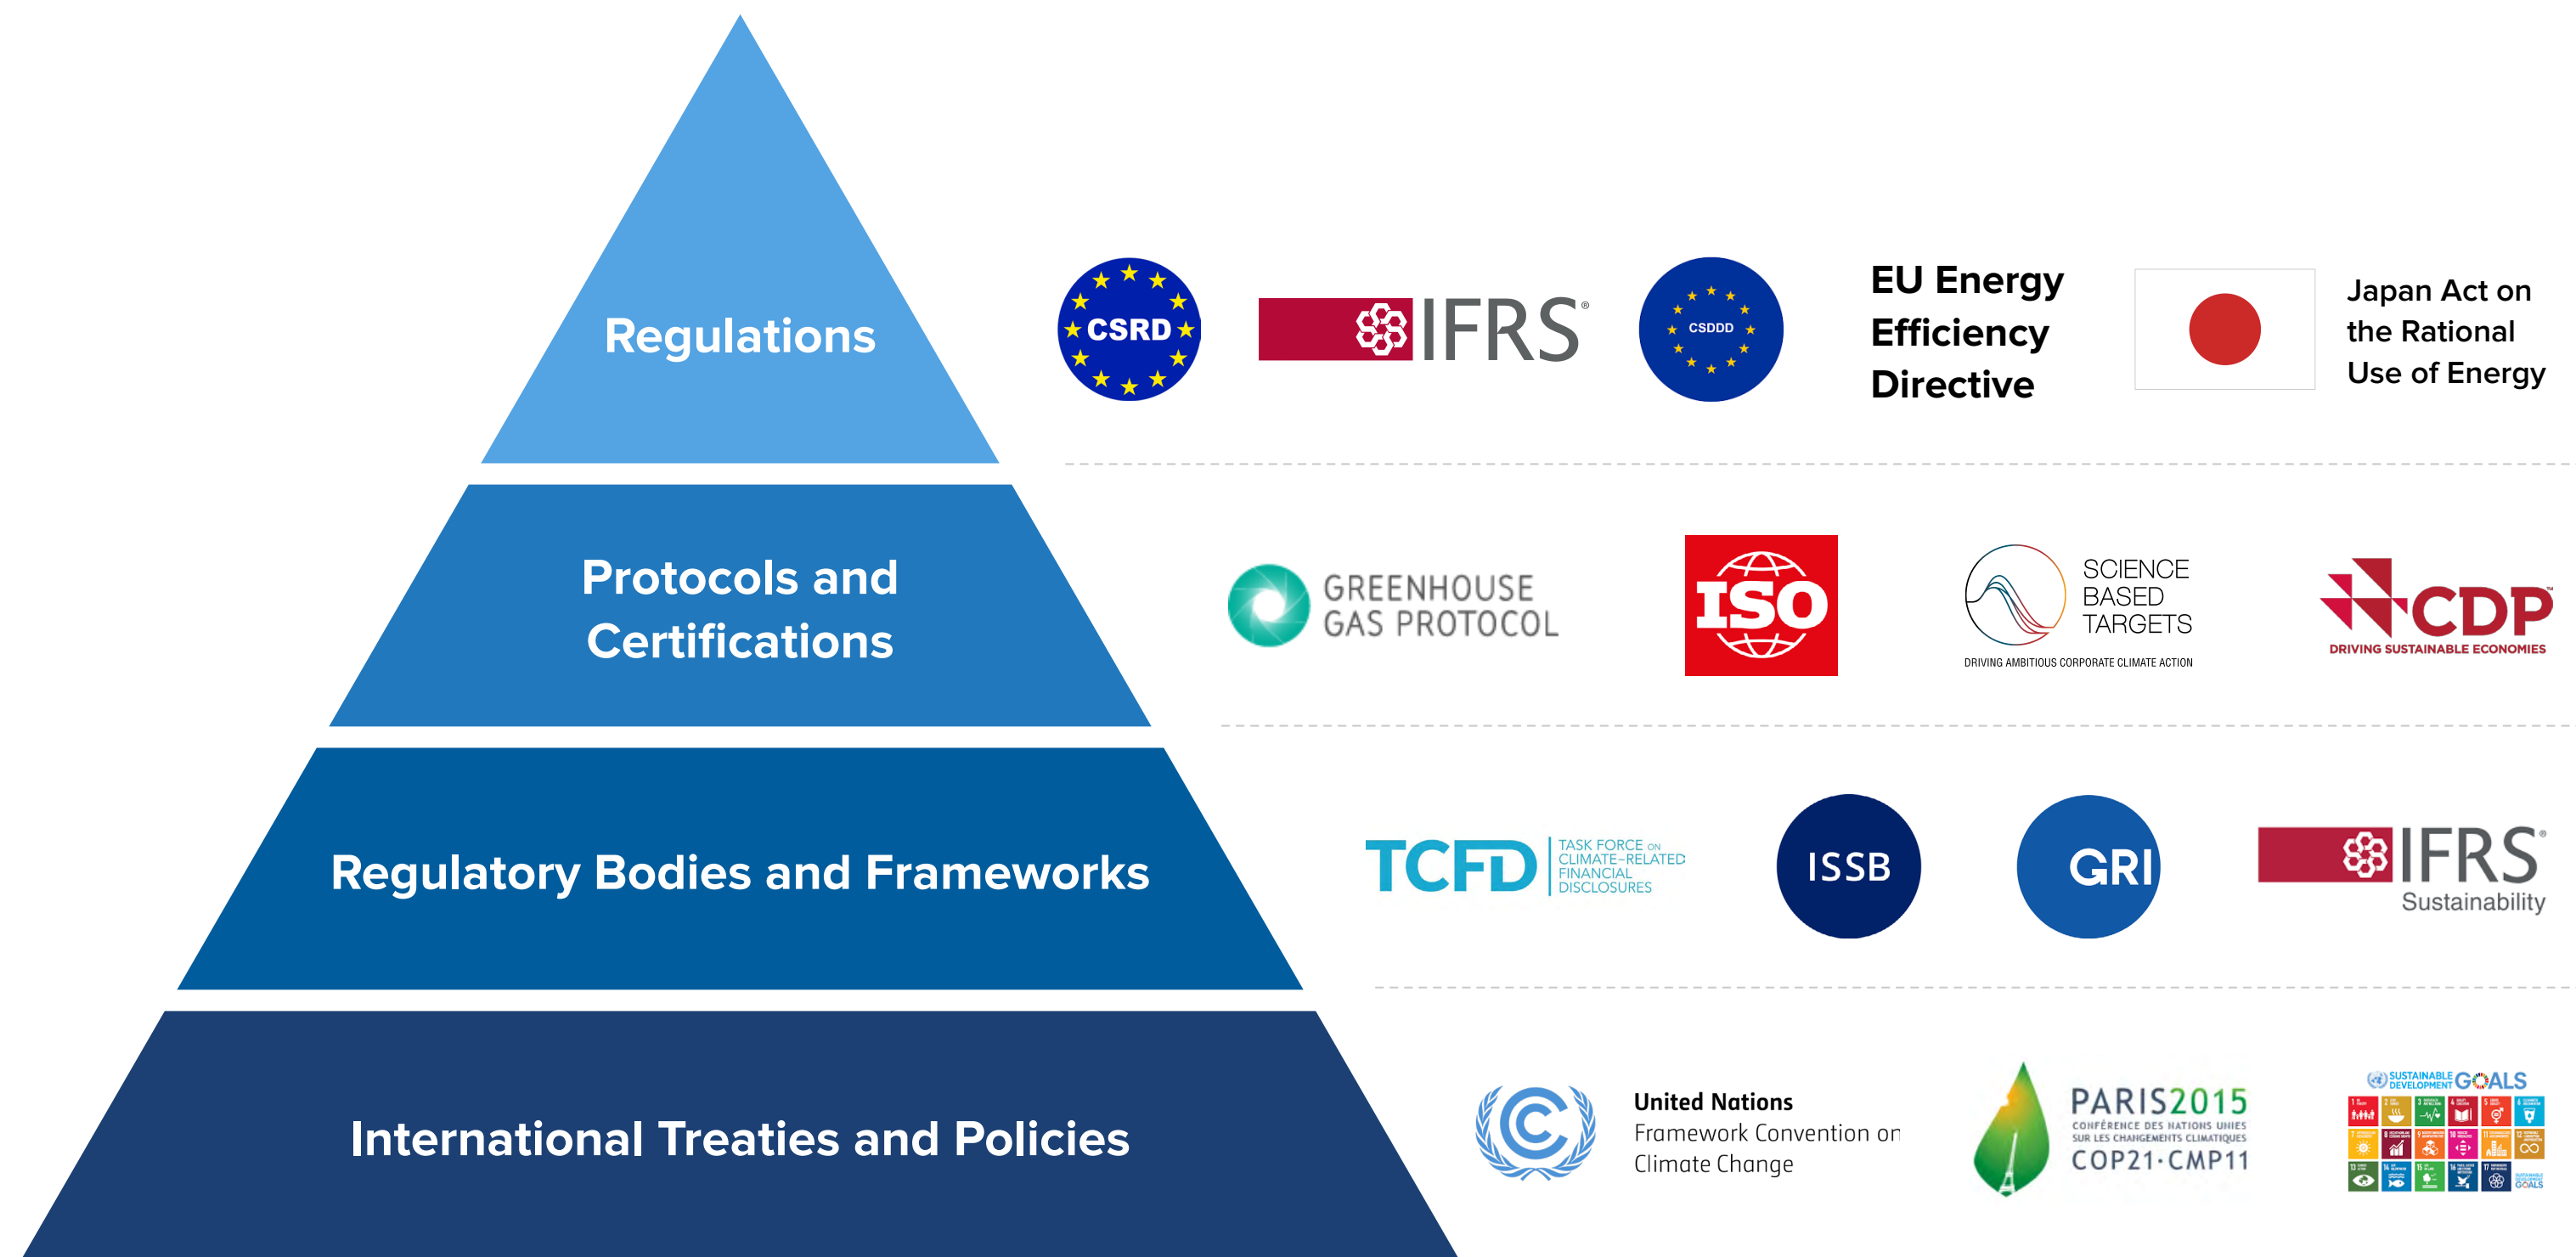 Regulations
CSRD
IFRS®
CSDDD
EU Energy
Efficiency
Directive
Japan Act on
the Rational
Use of Energy
Protocols and
Certifications
GREENHOUSE
GAS PROTOCOL
ISO
SCIENCE
BASED
TARGETS
DRIVING AMBITIOUS CORPORATE CLIMATE ACTION
CDP
DRIVING SUSTAINABLE ECONOMIES
Regulatory Bodies and Frameworks
TCFD
TASK FORCE ON
CLIMATE-RELATED
FINANCIAL
DISCLOSURES
ISSB
GRI
IFRS®
Sustainability
International Treaties and Policies
United Nations
Framework Convention on
Climate Change
PARIS2015
CONFÉRENCE DES NATIONS UNIES
SUR LES CHANGEMENTS CLIMATIQUES
COP21·CMP11
SUSTAINABLE
DEVELOPMENT GOALS